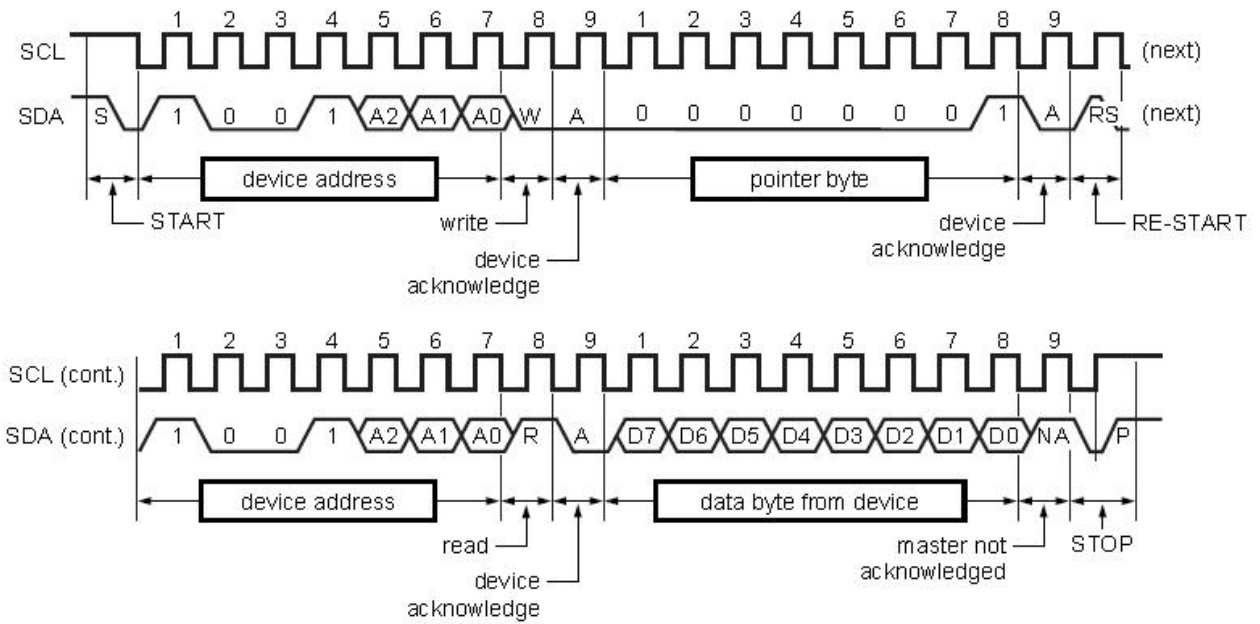 1 2 3 4 5 6 7 8 9 1 2 3 4 5 6 7 8 9
SCL (next)
SDA S 1 0 0 1 A2 A1 A0 W A 0 0 0 0 0 0 0 1 A RS (next)
device address pointer byte
START write device RE-START
device acknowledge
acknowledge
1 2 3 4 5 6 7 8 9 1 2 3 4 5 6 7 8 9
SCL (cont.)
SDA (cont.) 1 0 0 1 A2 A1 A0 R A D7 D6 D5 D4 D3 D2 D1 D0 NA P
device address data byte from device
read master not STOP
acknowledged
device
acknowledge